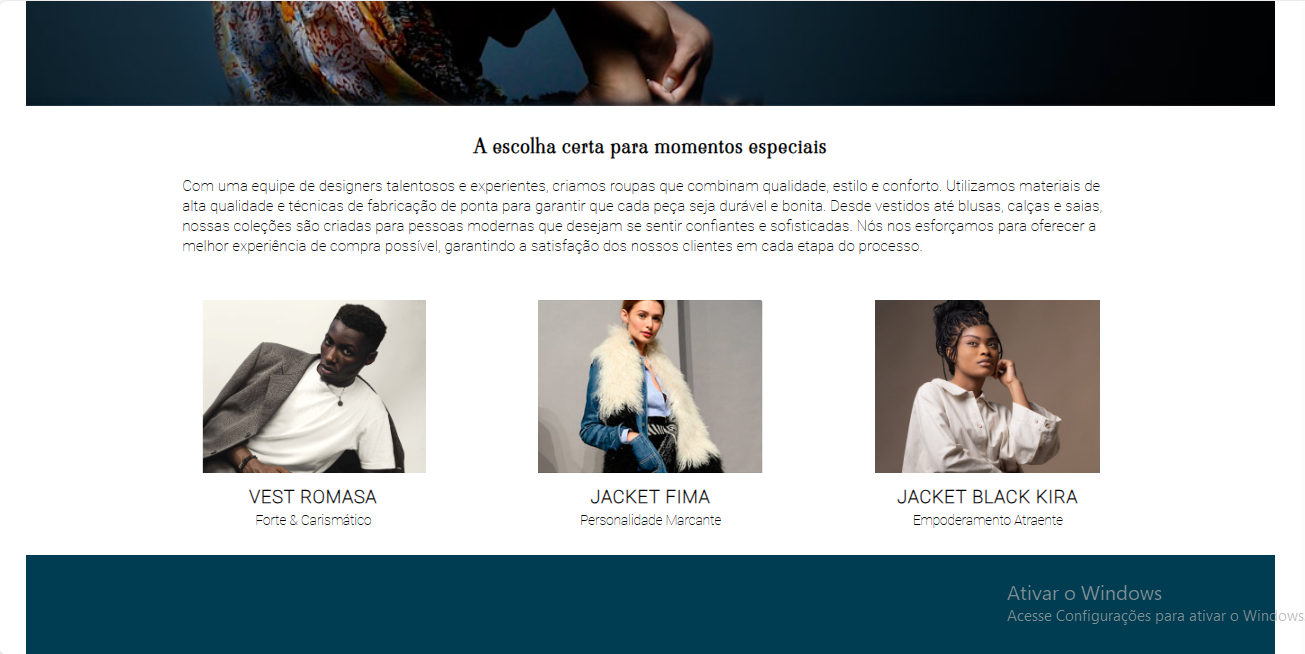 A escolha certa para momentos especiais
Com uma equipe de designers talentosos e experientes, criamos roupas que combinam qualidade, estilo e conforto. Utilizamos materiais de
alta qualidade e técnicas de fabricação de ponta para garantir que cada peça seja durável e bonita. Desde vestidos até blusas, calças e saias,
nossas coleções são criadas para pessoas modernas que desejam se sentir confiantes e sofisticadas. Nós nos esforçamos para oferecer a
melhor experiência de compra possível, garantindo a satisfação dos nossos clientes em cada etapa do processo.
VEST ROMASA
Forte & Carismático
JACKET FIMA
Personalidade Marcante
JACKET BLACK KIRA
Empoderamento Atraente
Ativar o Windows
Acesse Configurações para ativar o Windows.